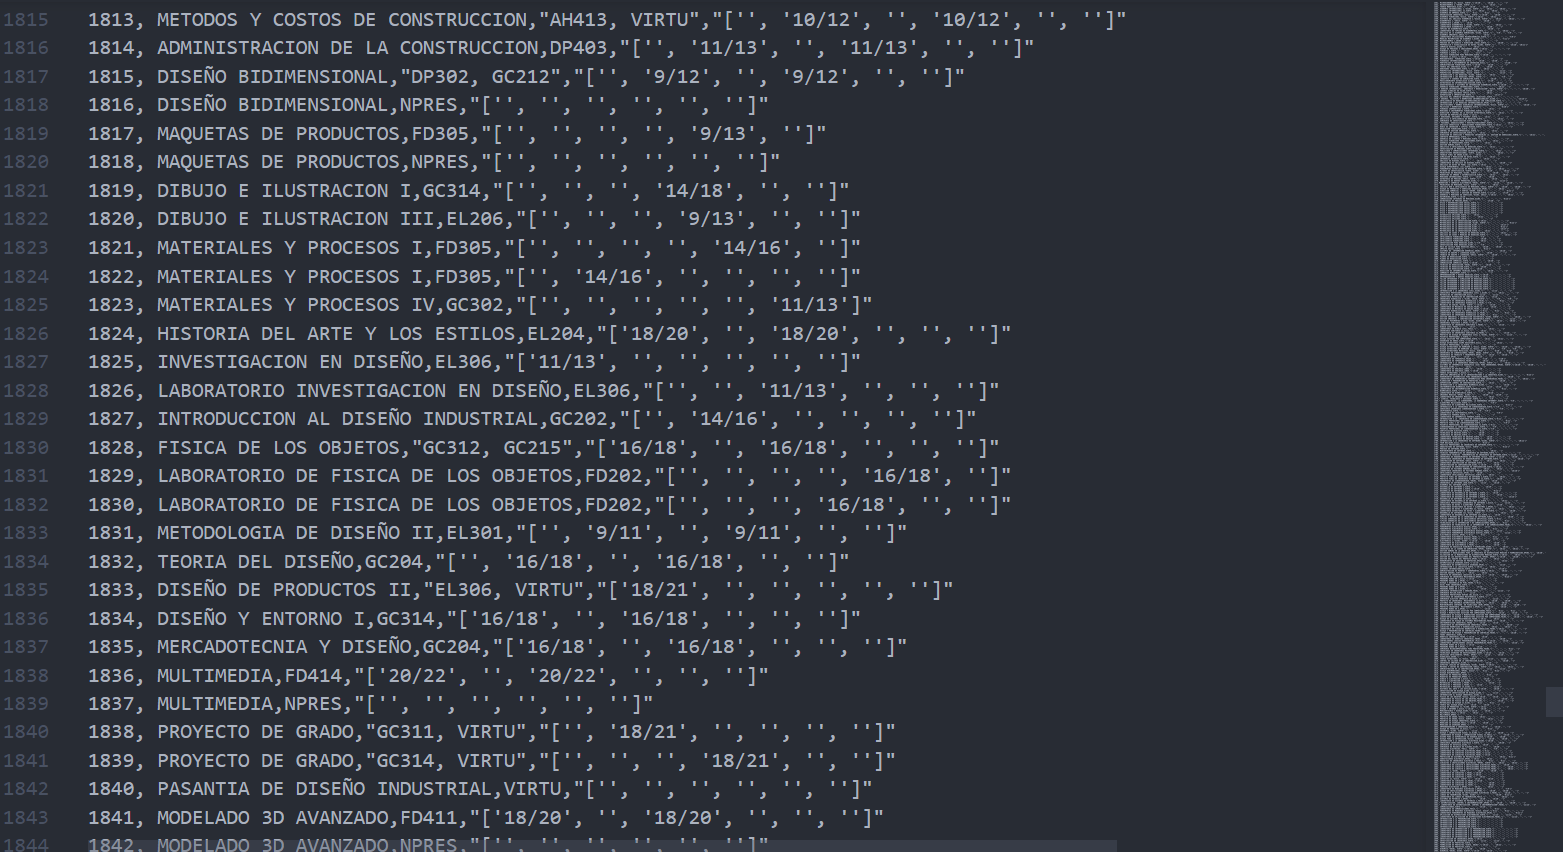 1815 1813, METODOS Y COSTOS DE CONSTRUCCION,"AH413, VIRTU","['', '10/12', '', '10/12', '', '']"
1816 1814, ADMINISTRACION DE LA CONSTRUCCION,DP403,"['', '11/13', '', '11/13', '', '']"
1817 1815, DISEÑO BIDIMENSIONAL,"DP302, GC212","['', '9/12', '', '9/12', '', '']"
1818 1816, DISEÑO BIDIMENSIONAL,NPRES,"['', '', '', '', '', '']"
1819 1817, MAQUETAS DE PRODUCTOS,FD305,"['', '', '', '', '9/13', '']"
1820 1818, MAQUETAS DE PRODUCTOS,NPRES,"['', '', '', '', '', '']"
1821 1819, DIBUJO E ILUSTRACION I,GC314,"['', '', '', '14/18', '', '']"
1822 1820, DIBUJO E ILUSTRACION III,EL206,"['', '', '', '9/13', '', '']"
1823 1821, MATERIALES Y PROCESOS I,FD305,"['', '', '', '', '14/16', '']"
1824 1822, MATERIALES Y PROCESOS I,FD305,"['', '14/16', '', '', '', '']"
1825 1823, MATERIALES Y PROCESOS IV,GC302,"['', '', '', '', '', '11/13']"
1826 1824, HISTORIA DEL ARTE Y LOS ESTILOS,EL204,"['18/20', '', '18/20', '', '', '']"
1827 1825, INVESTIGACION EN DISEÑO,EL306,"['11/13', '', '', '', '', '']"
1828 1826, LABORATORIO INVESTIGACION EN DISEÑO,EL306,"['', '', '11/13', '', '', '']"
1829 1827, INTRODUCCION AL DISEÑO INDUSTRIAL,GC202,"['', '14/16', '', '', '', '']"
1830 1828, FISICA DE LOS OBJETOS,"GC312, GC215","['16/18', '', '16/18', '', '', '']"
1831 1829, LABORATORIO DE FISICA DE LOS OBJETOS,FD202,"['', '', '', '', '16/18', '']"
1832 1830, LABORATORIO DE FISICA DE LOS OBJETOS,FD202,"['', '', '', '16/18', '', '']"
1833 1831, METODOLOGIA DE DISEÑO II,EL301,"['', '9/11', '', '9/11', '', '']"
1834 1832, TEORIA DEL DISEÑO,GC204,"['', '16/18', '', '16/18', '', '']"
1835 1833, DISEÑO DE PRODUCTOS II,"EL306, VIRTU","['18/21', '', '', '', '', '']"
1836 1834, DISEÑO Y ENTORNO I,GC314,"['16/18', '', '16/18', '', '', '']"
1837 1835, MERCADOTECNIA Y DISEÑO,GC204,"['16/18', '', '16/18', '', '', '']"
1838 1836, MULTIMEDIA,FD414,"['20/22', '', '20/22', '', '', '']"
1839 1837, MULTIMEDIA,NPRES,"['', '', '', '', '', '']"
1840 1838, PROYECTO DE GRADO,"GC311, VIRTU","['', '18/21', '', '', '', '']"
1841 1839, PROYECTO DE GRADO,"GC314, VIRTU","['', '', '', '18/21', '', '']"
1842 1840, PASANTIA DE DISEÑO INDUSTRIAL,VIRTU,"['', '', '', '', '', '']"
1843 1841, MODELADO 3D AVANZADO,FD411,"['18/20', '', '18/20', '', '', '']"
1844 1842, MODELADO 3D AVANZADO,NPRES,"['', '', '', '', '', '']"